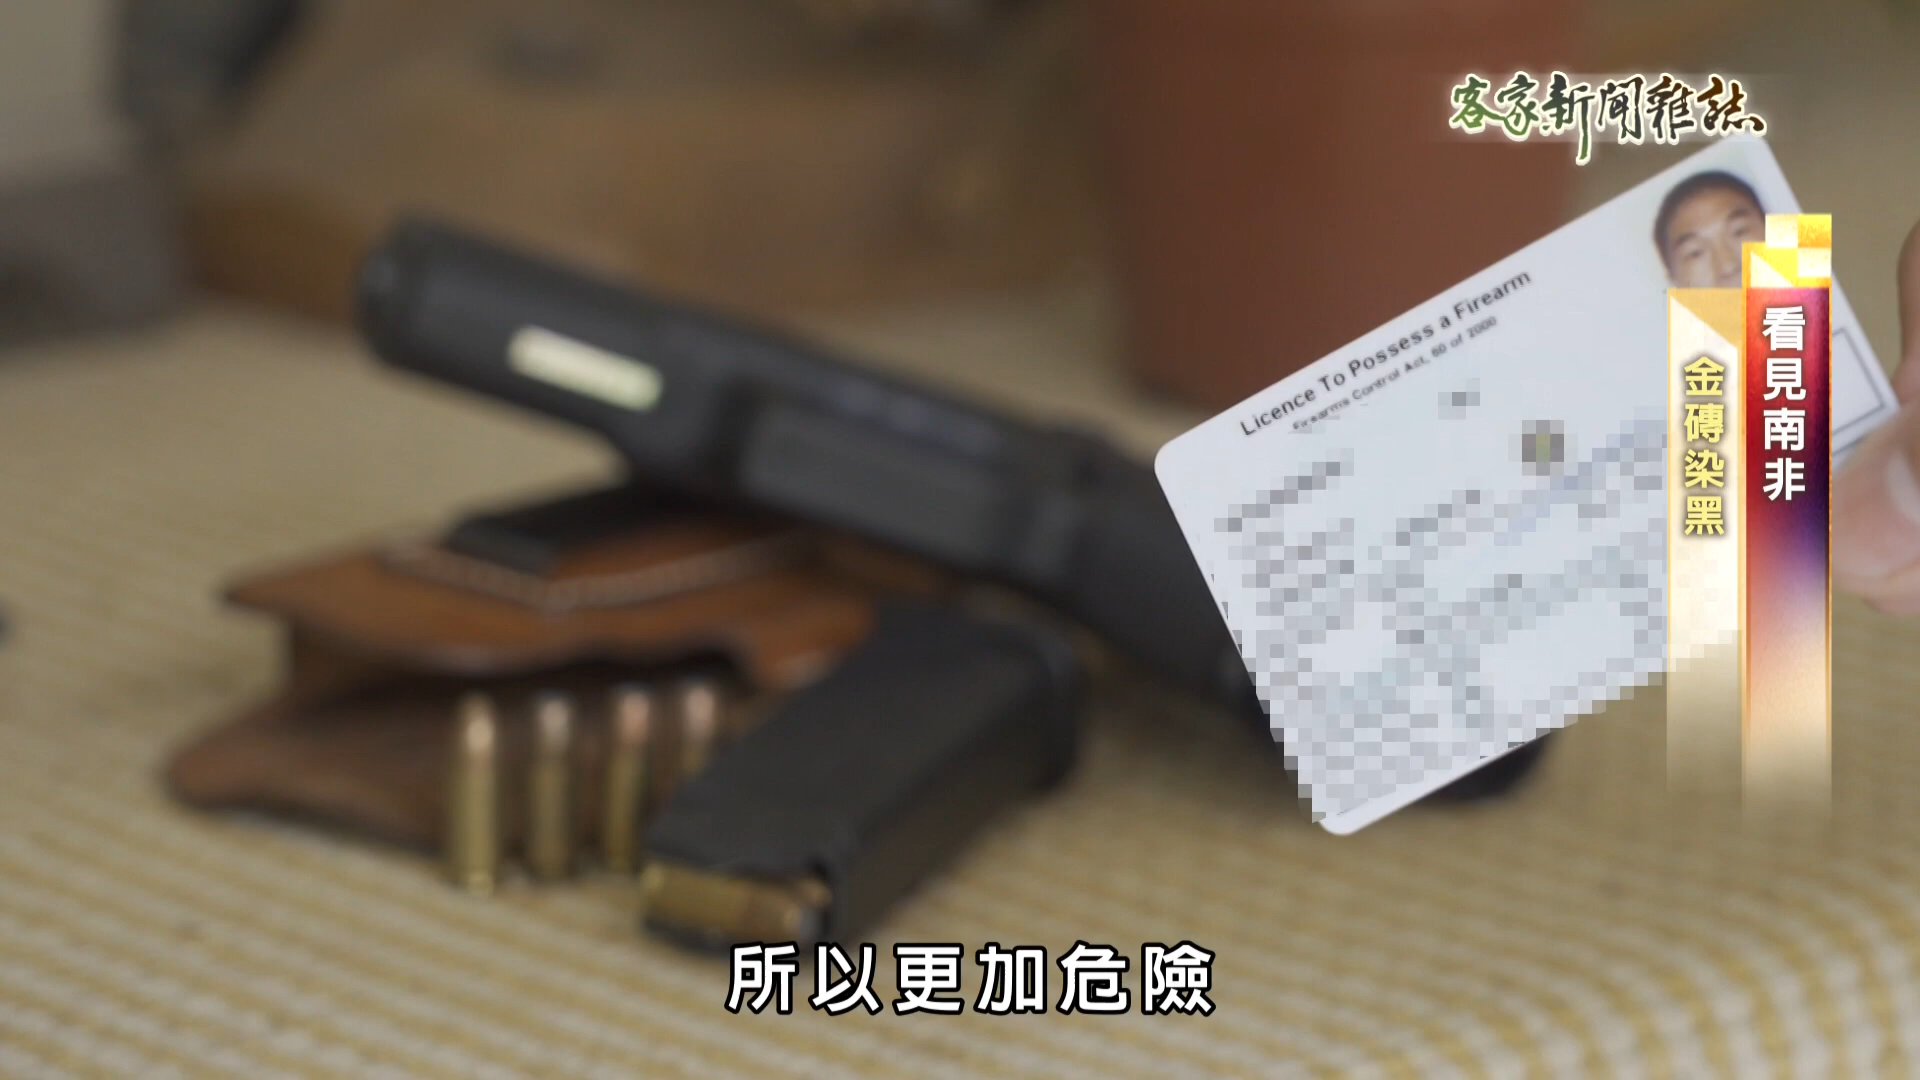 客家新聞雜誌
看見南非
金磚染黑
Licence To Possess a Firearm
Firearms Control Act, 60 of 2000
所以更加危險